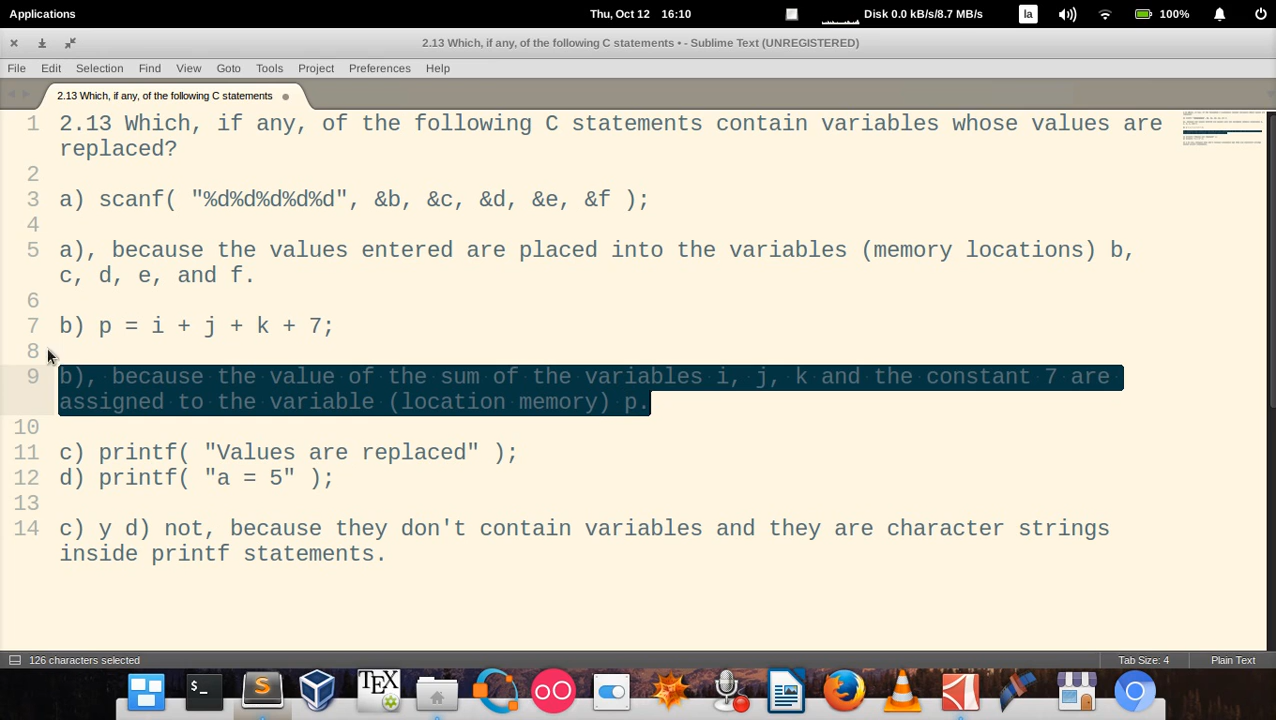 Applications
Thu, Oct 12 16:10
Disk 0.0 kB/s/8.7 MB/s
la
100%
2.13 Which, if any, of the following C statements • - Sublime Text (UNREGISTERED)
File Edit Selection Find View Goto Tools Project Preferences Help
2.13 Which, if any, of the following C statements
1 2.13 Which, if any, of the following C statements contain variables whose values are
replaced?
2
3 a) scanf( "%d%d%d%d%d", &b, &c, &d, &e, &f );
4
5 a), because the values entered are placed into the variables (memory locations) b,
c, d, e, and f.
6
7 b) p = i + j + k + 7;
8
9 b), because the value of the sum of the variables i, j, k and the constant 7 are
assigned to the variable (location memory) p.
10
11 c) printf( "Values are replaced" );
12 d) printf( "a = 5" );
13
14 c) y d) not, because they don't contain variables and they are character strings
inside printf statements.
126 characters selected
Tab Size: 4
Plain Text
>_
S
TEX